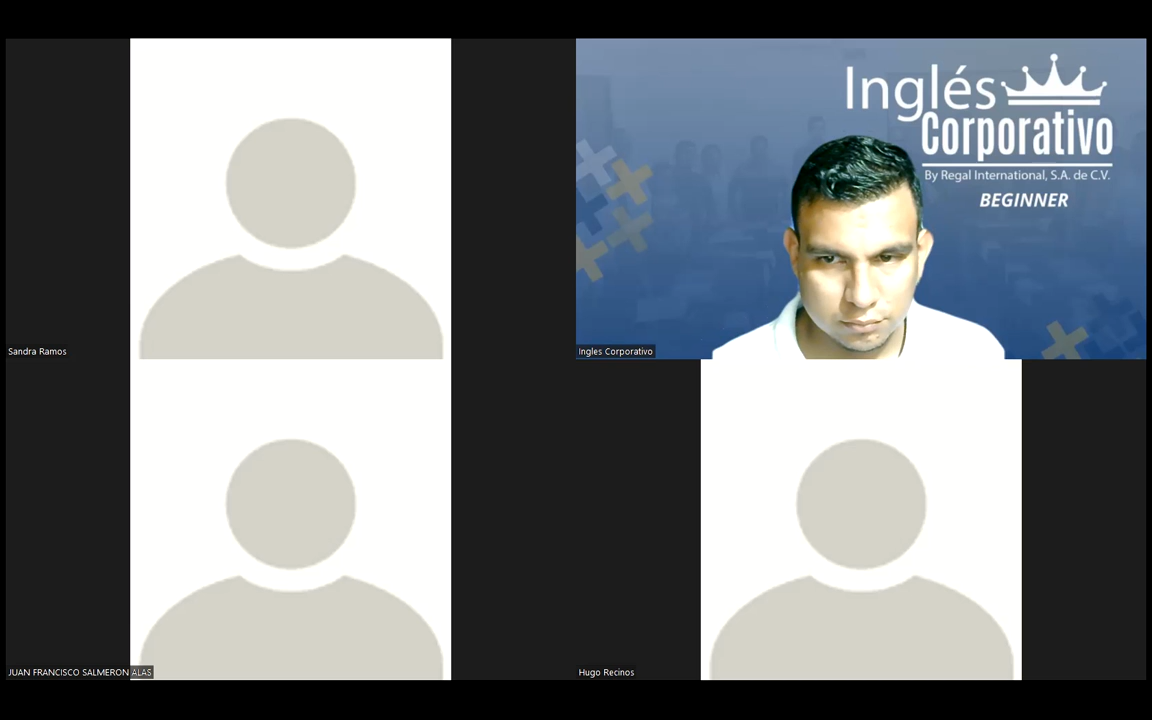 Inglés
Corporativo
By Regal International, S.A. de C.V.
BEGINNER
Sandra Ramos
Ingles Corporativo
JUAN FRANCISCO SALMERON ALAS
Hugo Recinos